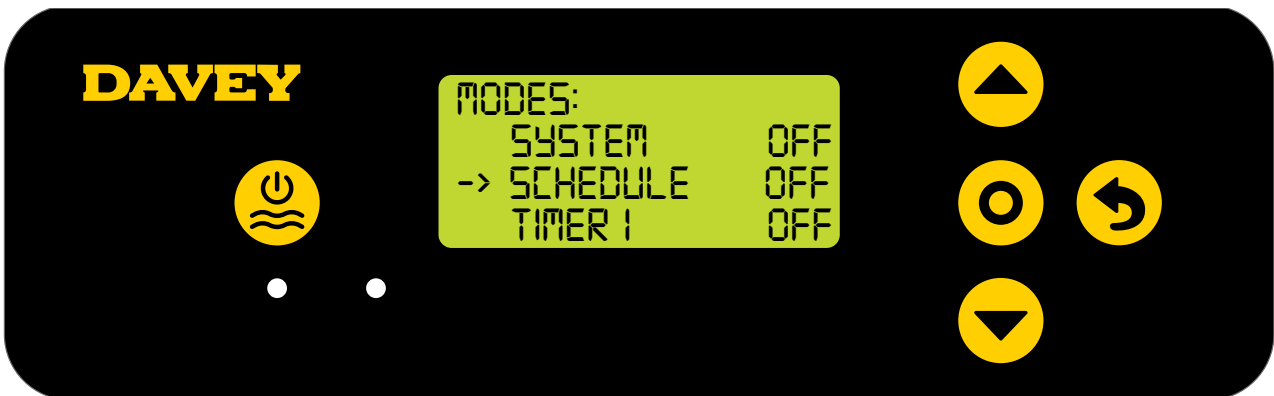 DAVEY
MODES:
SYSTEM OFF
-> SCHEDULE OFF
TIMER 1 OFF